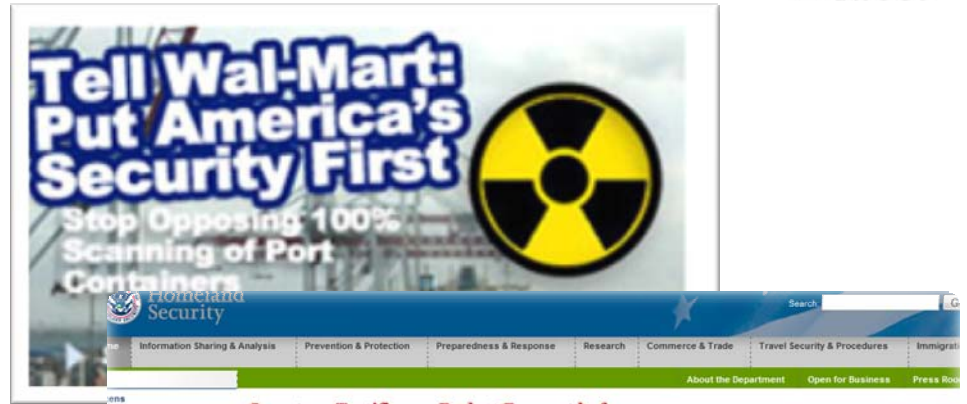 Tell Wal-Mart:
Put America's
Security First
Stop Opposing 100%
Scanning of Port
Containers
Homeland
Security
Search
Information Sharing & Analysis
Prevention & Protection
Preparedness & Response
Research
Commerce & Trade
Travel Security & Procedures
About the Department
Open for Business